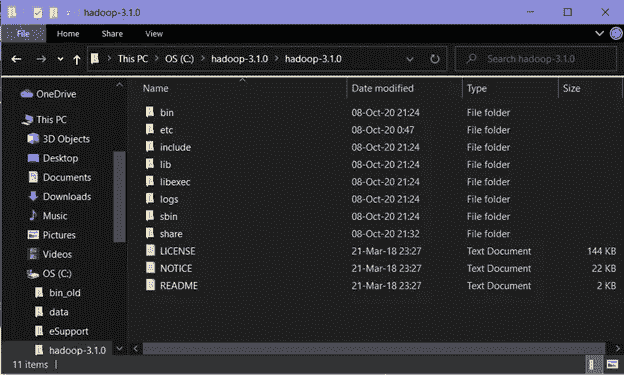 hadoop-3.1.0
File Home Share View
This PC OS (C:) hadoop-3.1.0 hadoop-3.1.0 Search hadoop-3.1.0
Name Date modified Type Size
OneDrive
This PC
3D Objects
Desktop
Documents
Downloads
Music
Pictures
Videos
OS (C:)
bin_old
data
eSupport
hadoop-3.1.0
bin 08-Oct-20 21:24 File folder
etc 08-Oct-20 0:47 File folder
include 08-Oct-20 21:24 File folder
lib 08-Oct-20 21:24 File folder
libexec 08-Oct-20 21:24 File folder
logs 08-Oct-20 21:24 File folder
sbin 08-Oct-20 21:24 File folder
share 08-Oct-20 21:32 File folder
LICENSE 21-Mar-18 23:27 Text Document 144 KB
NOTICE 21-Mar-18 23:27 Text Document 22 KB
README 21-Mar-18 23:27 Text Document 2 KB
11 items